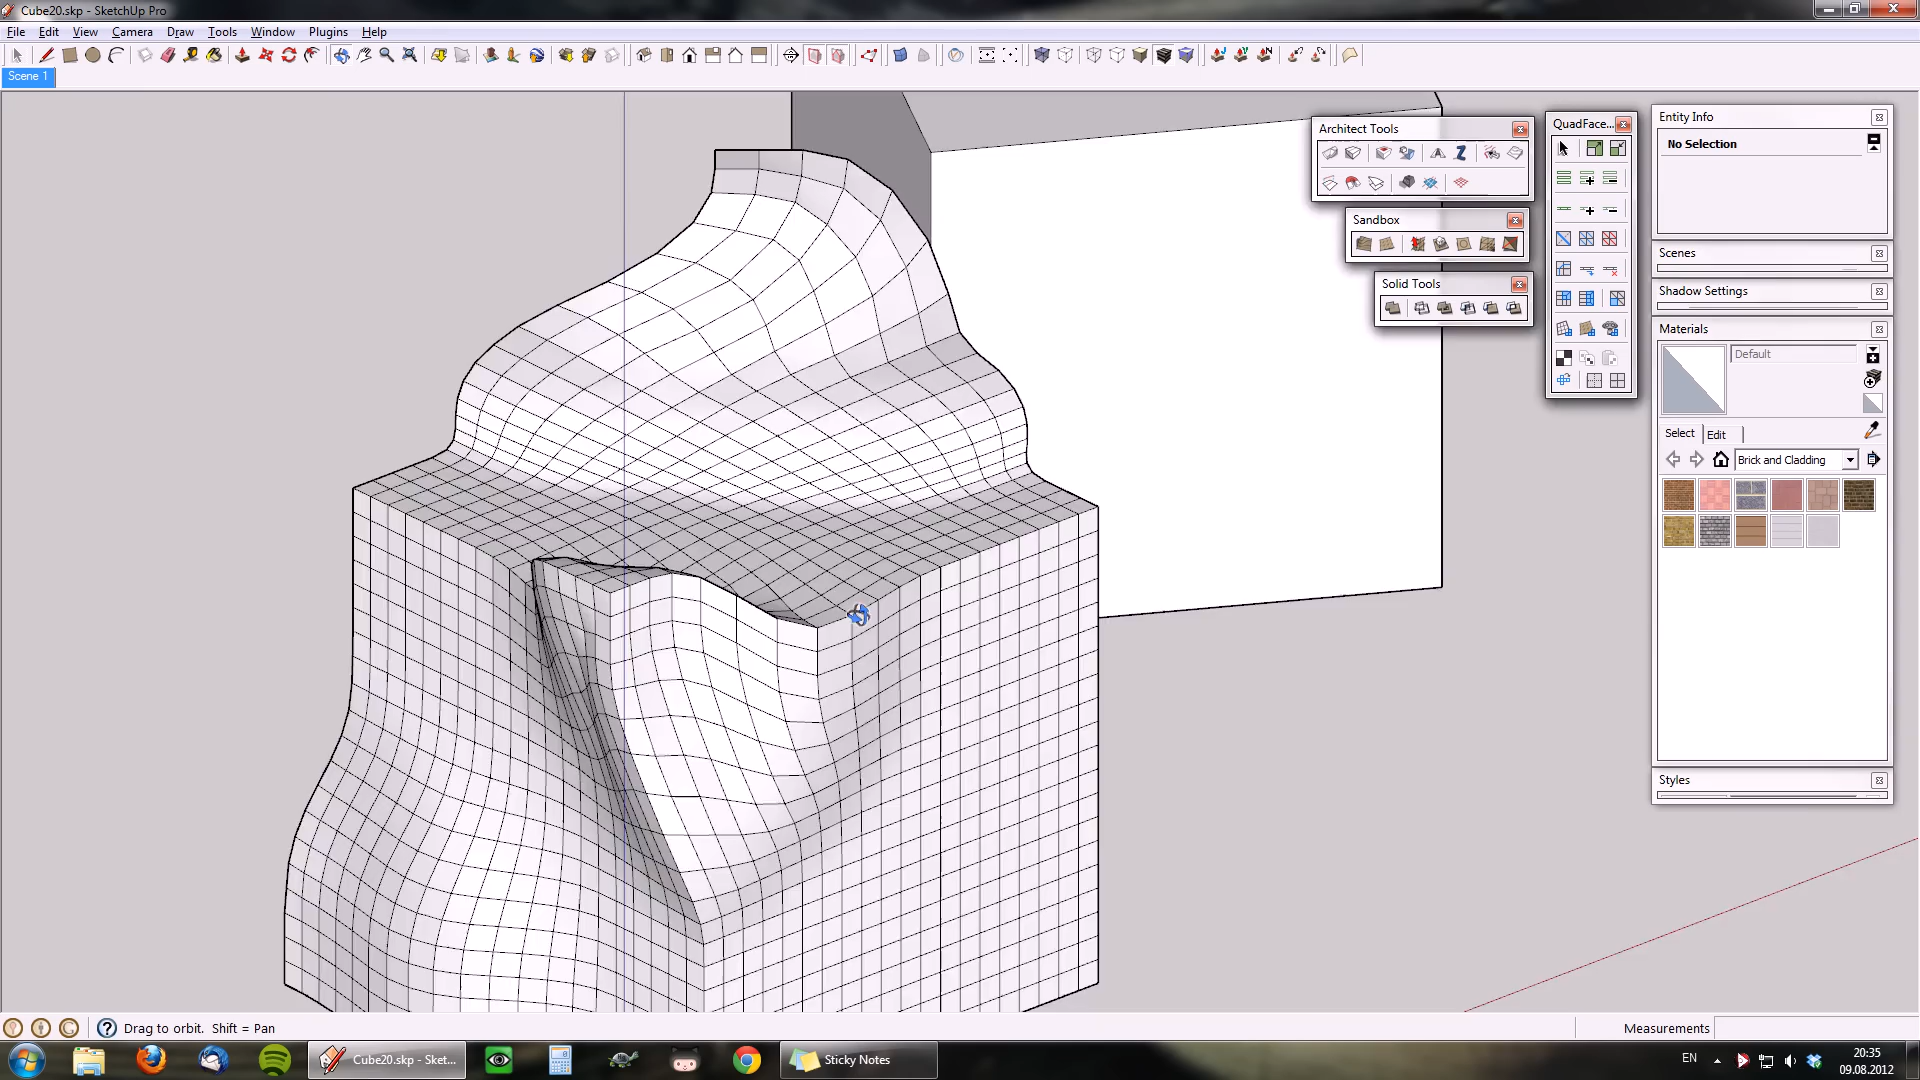 Cube20.skp - SketchUp Pro
File Edit View Camera Draw Tools Window Plugins Help
Scene 1
Architect Tools
Sandbox
Solid Tools
QuadFace...
Entity Info
No Selection
Scenes
Shadow Settings
Materials
Default
Select Edit
Brick and Cladding
Styles
Drag to orbit. Shift = Pan
Measurements
Cube20.skp - Sket...
Sticky Notes
EN
20:35
09.08.2012